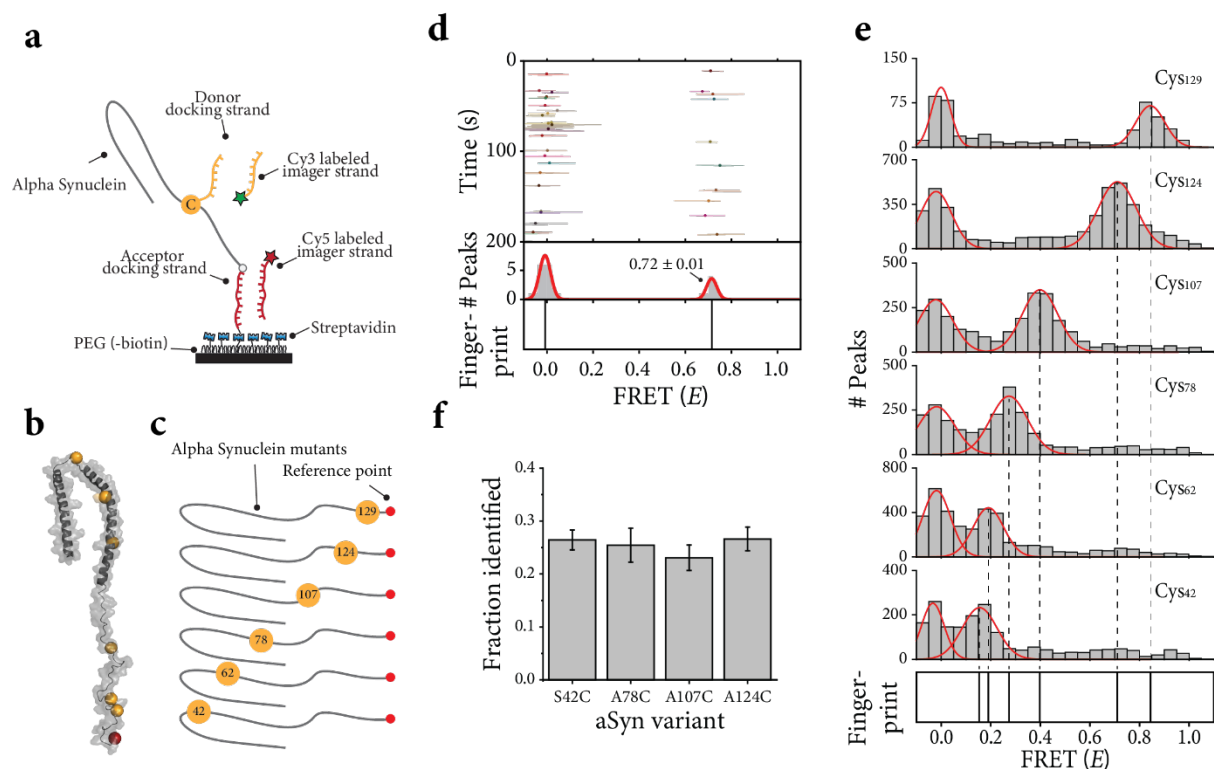 a
Donor
docking strand
Cy3 labeled
imager strand
Alpha Synuclein
C
Acceptor
docking strand
Cy5 labeled
imager strand
Streptavidin
PEG (-biotin)
b
c
Alpha Synuclein mutants
Reference point
129
124
107
78
62
42
d
Time (s)
0
100
200
# Peaks
5
0
0.72 ± 0.01
Finger-
print
0.0
0.2
0.4
0.6
0.8
1.0
FRET (E)
f
Fraction identified
0.4
0.3
0.2
0.1
0.0
S42C
A78C
A107C
A124C
aSyn variant
e
# Peaks
150
75
0
Cys129
700
350
0
Cys124
500
250
0
Cys107
500
250
0
Cys78
800
400
0
Cys62
400
200
0
Cys42
Finger-
print
0.0
0.2
0.4
0.6
0.8
1.0
FRET (E)